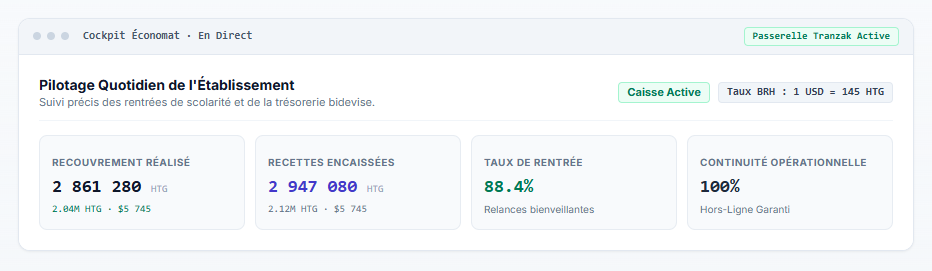 Cockpit Économat · En Direct
Passerelle Tranzak Active
Pilotage Quotidien de l'Établissement
Suivi précis des rentrées de scolarité et de la trésorerie bidevise.
Caisse Active
Taux BRH : 1 USD = 145 HTG
RECOUVREMENT RÉALISÉ
2 861 280 HTG
2.04M HTG · $5 745
RECETTES ENCAISSÉES
2 947 080 HTG
2.12M HTG · $5 745
TAUX DE RENTRÉE
88.4%
Relances bienveillantes
CONTINUITÉ OPÉRATIONNELLE
100%
Hors-Ligne Garanti